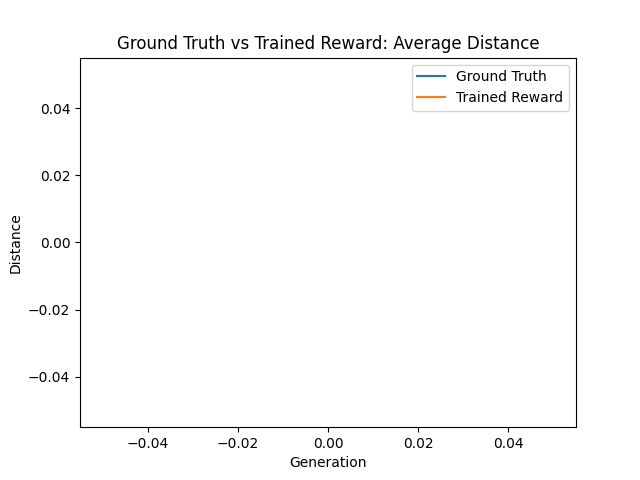 Ground Truth vs Trained Reward: Average Distance
Ground Truth
Trained Reward
0.04
0.02
0.00
−0.02
−0.04
Distance
−0.04
−0.02
0.00
0.02
0.04
Generation